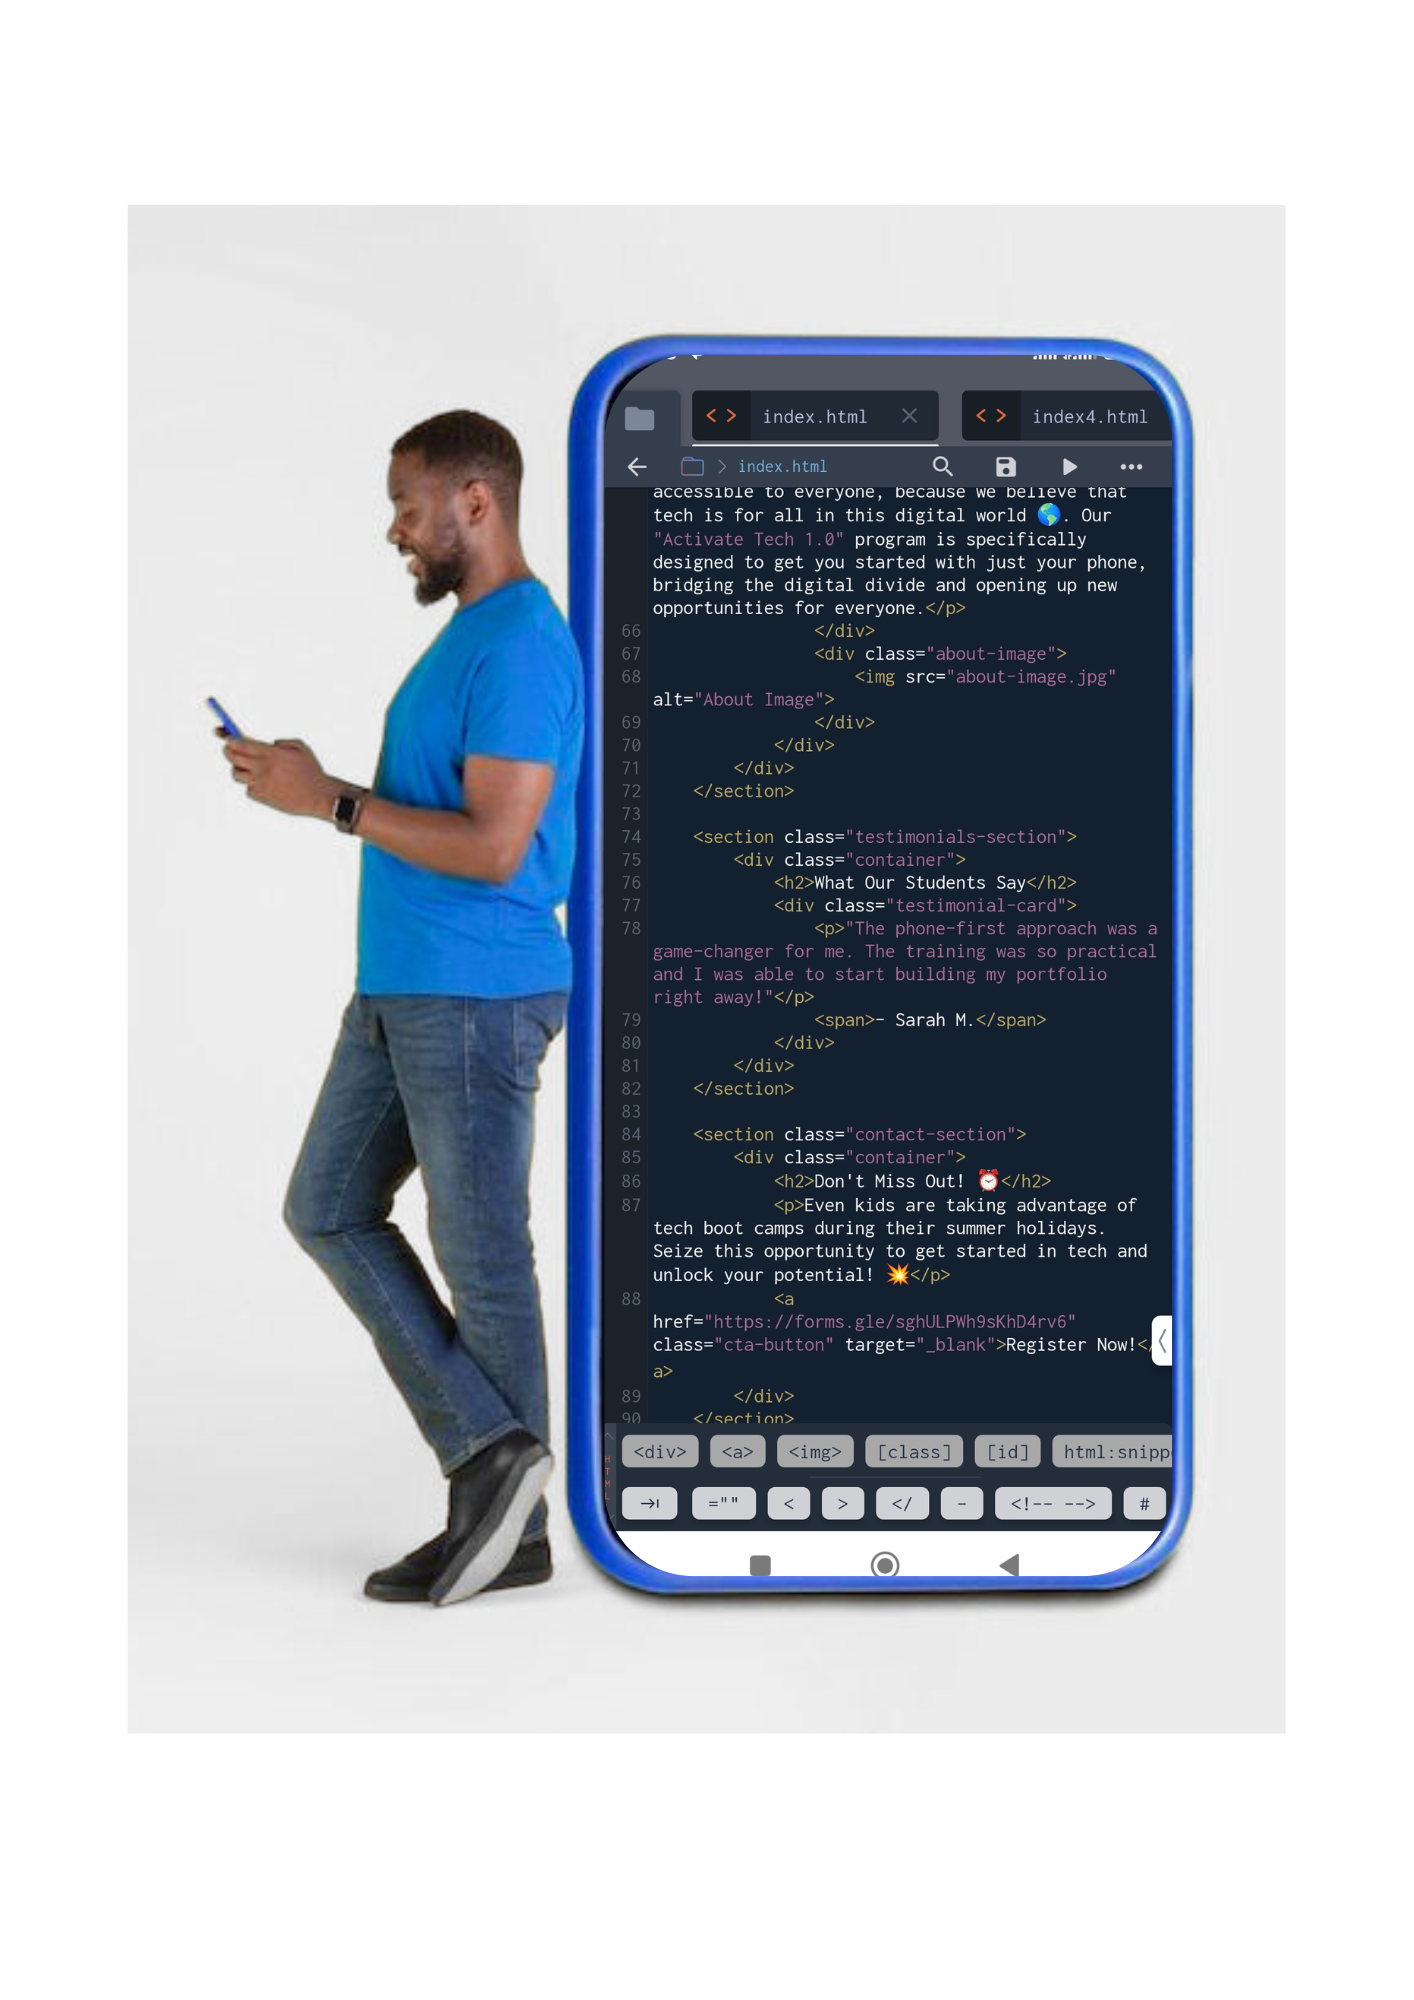 index.html
index4.html
index.html
accessible to everyone, because we believe that
tech is for all in this digital world 🌎. Our
"Activate Tech 1.0" program is specifically
designed to get you started with just your phone,
bridging the digital divide and opening up new
opportunities for everyone.</p>
66 </div>
67 <div class="about-image">
68 <img src="about-image.jpg"
alt="About Image">
69 </div>
70 </div>
71 </div>
72 </section>
73
74 <section class="testimonials-section">
75 <div class="container">
76 <h2>What Our Students Say</h2>
77 <div class="testimonial-card">
78 <p>"The phone-first approach was a
game-changer for me. The training was so practical
and I was able to start building my portfolio
right away!"</p>
79 <span>- Sarah M.</span>
80 </div>
81 </div>
82 </section>
83
84 <section class="contact-section">
85 <div class="container">
86 <h2>Don't Miss Out! ⏰</h2>
87 <p>Even kids are taking advantage of
tech boot camps during their summer holidays.
Seize this opportunity to get started in tech and
unlock your potential! 💥</p>
88 <a
href="https://forms.gle/sghULPWh9sKhD4rv6"
class="cta-button" target="_blank">Register Now!</
a>
89 </div>
90 </section>
HTML
<div> <a> <img> [class] [id] html:snipp
="" < > </ - <!-- --> #